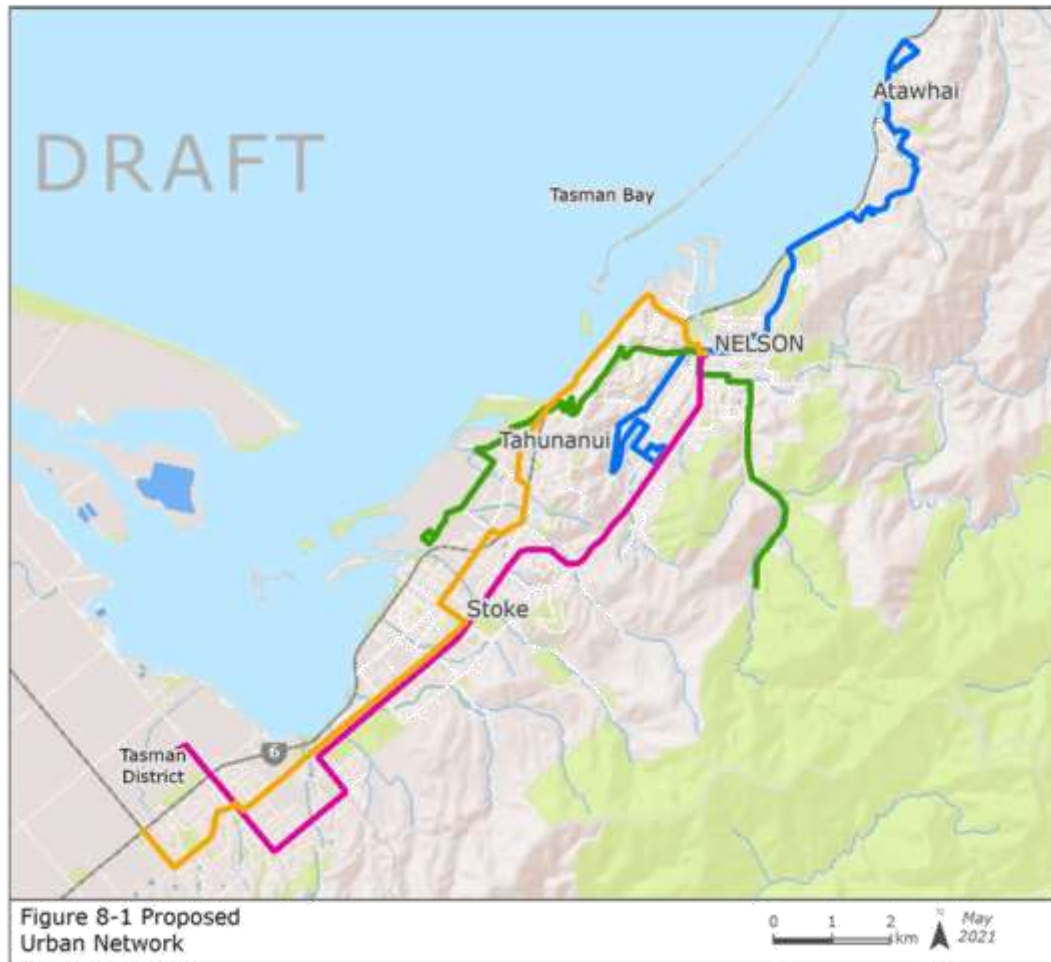 DRAFT
Atawhai
Tasman Bay
NELSON
Tahunanui
Stoke
6
Tasman
District
Figure 8-1 Proposed
Urban Network
0 1 2
km
N
May
2021